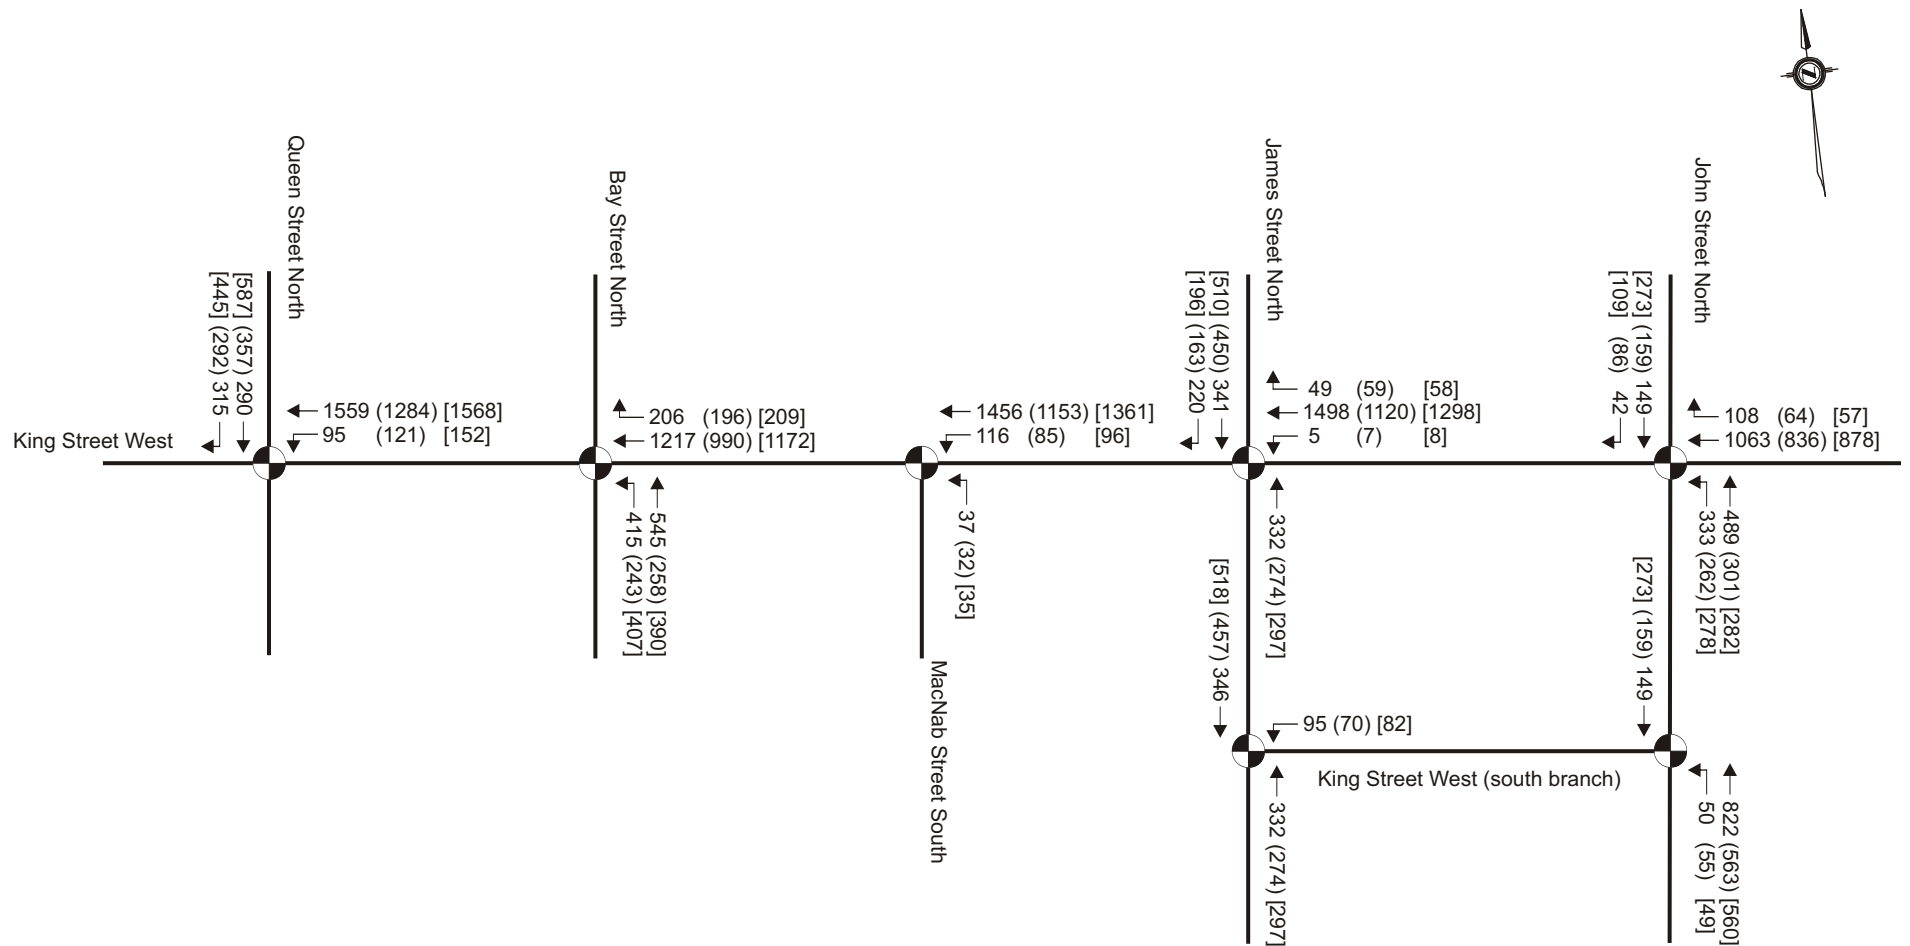 Queen Street North
Bay Street North
James Street North
John Street North
King Street West
[587] (357) 290
[445] (292) 315
1559 (1284) [1568]
95 (121) [152]
206 (196) [209]
1217 (990) [1172]
545 (258) [390]
415 (243) [407]
1456 (1153) [1361]
116 (85) [96]
37 (32) [35]
MacNab Street South
[510] (450) 341
[196] (163) 220
49 (59) [58]
1498 (1120) [1298]
5 (7) [8]
332 (274) [297]
[518] (457) 346
[273] (159) 149
[109] (86) 42
108 (64) [57]
1063 (836) [878]
489 (301) [282]
333 (262) [278]
[273] (159) 149
95 (70) [82]
King Street West (south branch)
332 (274) [297]
822 (563) [560]
50 (55) [49]